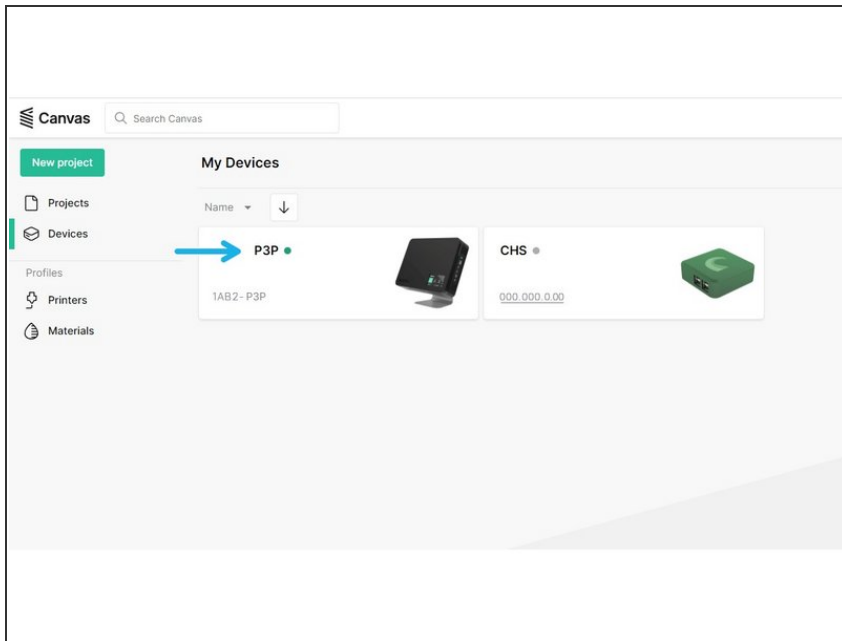 Canvas
Search Canvas
New project
My Devices
Projects
Name
Devices
P3P
CHS
Profiles
1AB2-P3P
000.000.0.00
Printers
Materials